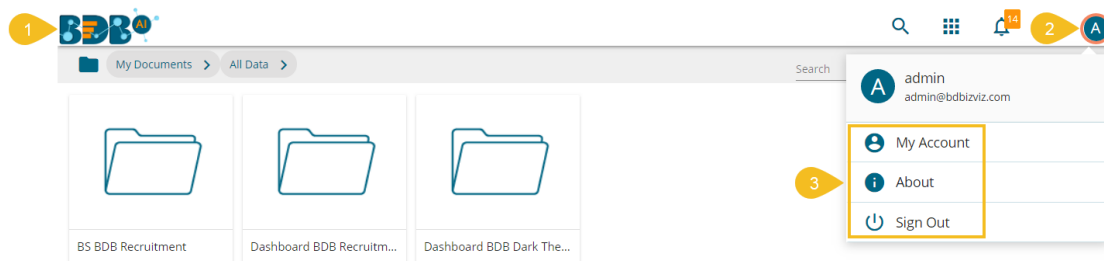 1
BDB AI
14
2
A
My Documents > All Data >
Search
A
admin
admin@bdbizviz.com
My Account
3
About
Sign Out
BS BDB Recruitment
Dashboard BDB Recruitm...
Dashboard BDB Dark The...